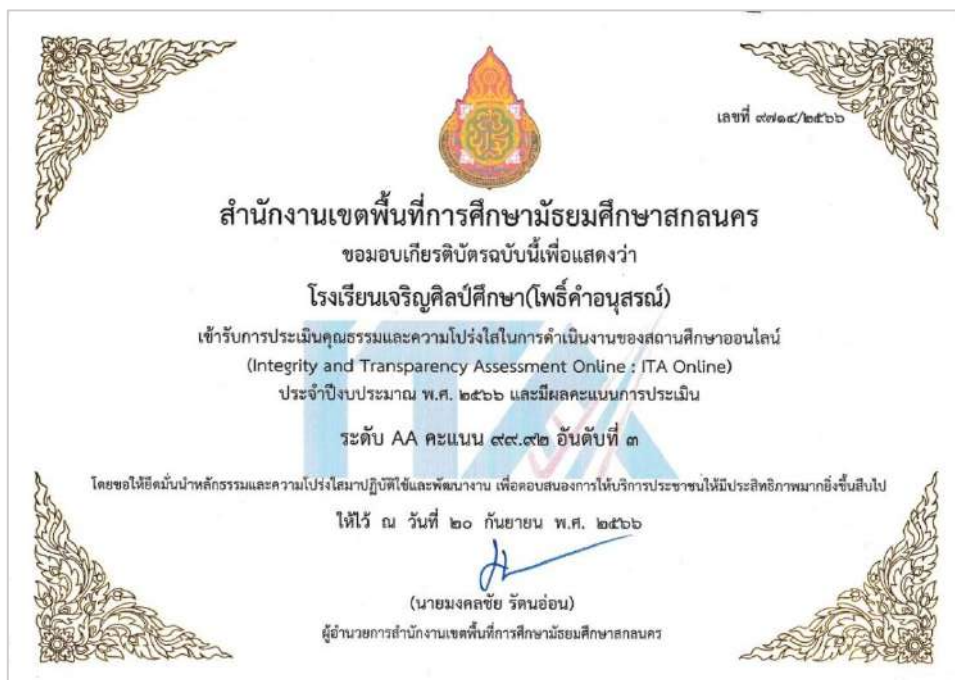 เลขที่ ๙๗๑๔/๒๕๖๖
สำนักงานเขตพื้นที่การศึกษามัธยมศึกษาสกลนคร
ขอมอบเกียรติบัตรฉบับนี้เพื่อแสดงว่า
โรงเรียนเจริญศิลป์ศึกษา(โพธิ์คำอนุสรณ์)
เข้ารับการประเมินคุณธรรมและความโปร่งใสในการดำเนินงานของสถานศึกษาออนไลน์
(Integrity and Transparency Assessment Online : ITA Online)
ประจำปีงบประมาณ พ.ศ. ๒๕๖๖ และมีผลคะแนนการประเมิน
ระดับ AA คะแนน ๙๙.๙๒ อันดับที่ ๓
ITA
โดยขอให้ยึดมั่นนำหลักธรรมและความโปร่งใสมาปฏิบัติใช้และพัฒนางาน เพื่อตอบสนองการให้บริการประชาชนให้มีประสิทธิภาพมากยิ่งขึ้นสืบไป
ให้ไว้ ณ วันที่ ๒๐ กันยายน พ.ศ. ๒๕๖๖
(นายมงคลชัย รัตนอ่อน)
ผู้อำนวยการสำนักงานเขตพื้นที่การศึกษามัธยมศึกษาสกลนคร